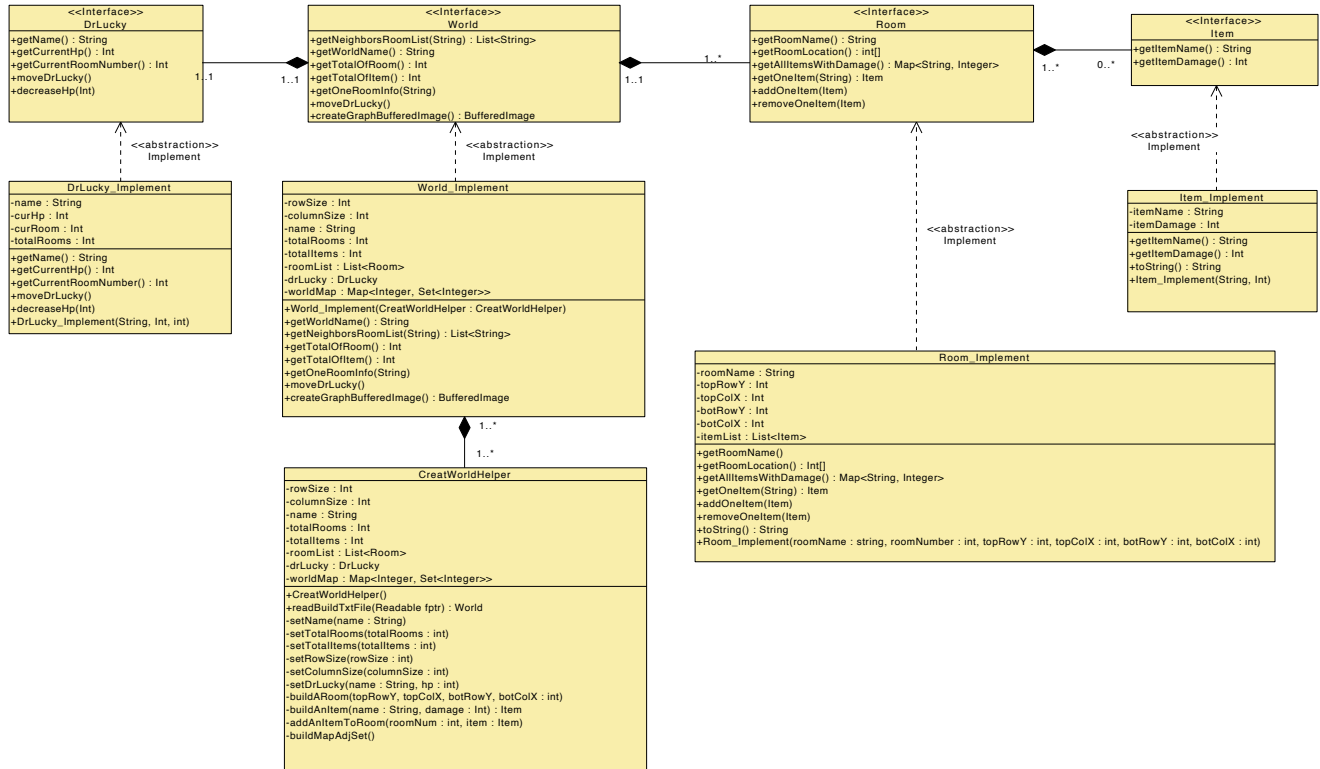 <<Interface>>
DrLucky
+getName() : String
+getCurrentHp() : Int
+getCurrentRoomNumber() : Int
+moveDrLucky()
+decreaseHp(Int)
1..1
1..1
<<Interface>>
World
+getNeighborsRoomList(String) : List<String>
+getWorldName() : String
+getTotalOfRoom() : Int
+getTotalOfItem() : Int
+getOneRoomInfo(String)
+moveDrLucky()
+createGraphBufferedImage() : BufferedImage
1..1
1..*
<<Interface>>
Room
+getRoomName() : String
+getRoomLocation() : int[]
+getAllItemsWithDamage() : Map<String, Integer>
+getOneItem(String) : Item
+addOneItem(Item)
+removeOneItem(Item)
1..*
0..*
<<Interface>>
Item
+getItemName() : String
+getItemDamage() : Int
<<abstraction>>
Implement
<<abstraction>>
Implement
<<abstraction>>
Implement
<<abstraction>>
Implement
DrLucky_Implement
-name : String
-curHp : Int
-curRoom : Int
-totalRooms : Int
+getName() : String
+getCurrentHp() : Int
+getCurrentRoomNumber() : Int
+moveDrLucky()
+decreaseHp(Int)
+DrLucky_Implement(String, Int, int)
World_Implement
-rowSize : Int
-columnSize : Int
-name : String
-totalRooms : Int
-totalItems : Int
-roomList : List<Room>
-drLucky : DrLucky
-worldMap : Map<Integer, Set<Integer>>
+World_Implement(CreatWorldHelper : CreatWorldHelper)
+getWorldName() : String
+getNeighborsRoomList(String) : List<String>
+getTotalOfRoom() : Int
+getTotalOfItem() : Int
+getOneRoomInfo(String)
+moveDrLucky()
+createGraphBufferedImage() : BufferedImage
1..*
1..*
Item_Implement
-itemName : String
-itemDamage : Int
+getItemName() : String
+getItemDamage() : Int
+toString() : String
+Item_Implement(String, Int)
Room_Implement
-roomName : String
-topRowY : Int
-topColX : Int
-botRowY : Int
-botColX : Int
-itemList : List<Item>
+getRoomName()
+getRoomLocation() : Int[]
+getAllItemsWithDamage() : Map<String, Integer>
+getOneItem(String) : Item
+addOneItem(Item)
+removeOneItem(Item)
+toString() : String
+Room_Implement(roomName : string, roomNumber : int, topRowY : int, topColX : int, botRowY : int, botColX : int)
CreatWorldHelper
-rowSize : Int
-columnSize : Int
-name : String
-totalRooms : Int
-totalItems : Int
-roomList : List<Room>
-drLucky : DrLucky
-worldMap : Map<Integer, Set<Integer>>
+CreatWorldHelper()
+readBuildTxtFile(Readable fptr) : World
-setName(name : String)
-setTotalRooms(totalRooms : int)
-setTotalItems(totalItems : int)
-setRowSize(rowSize : int)
-setColumnSize(columnSize : int)
-setDrLucky(name : String, hp : int)
-buildARoom(topRowY, topColX, botRowY, botColX : int)
-buildAnItem(name : String, damage : Int) : Item
-addAnItemToRoom(roomNum : int, item : Item)
-buildMapAdjSet()